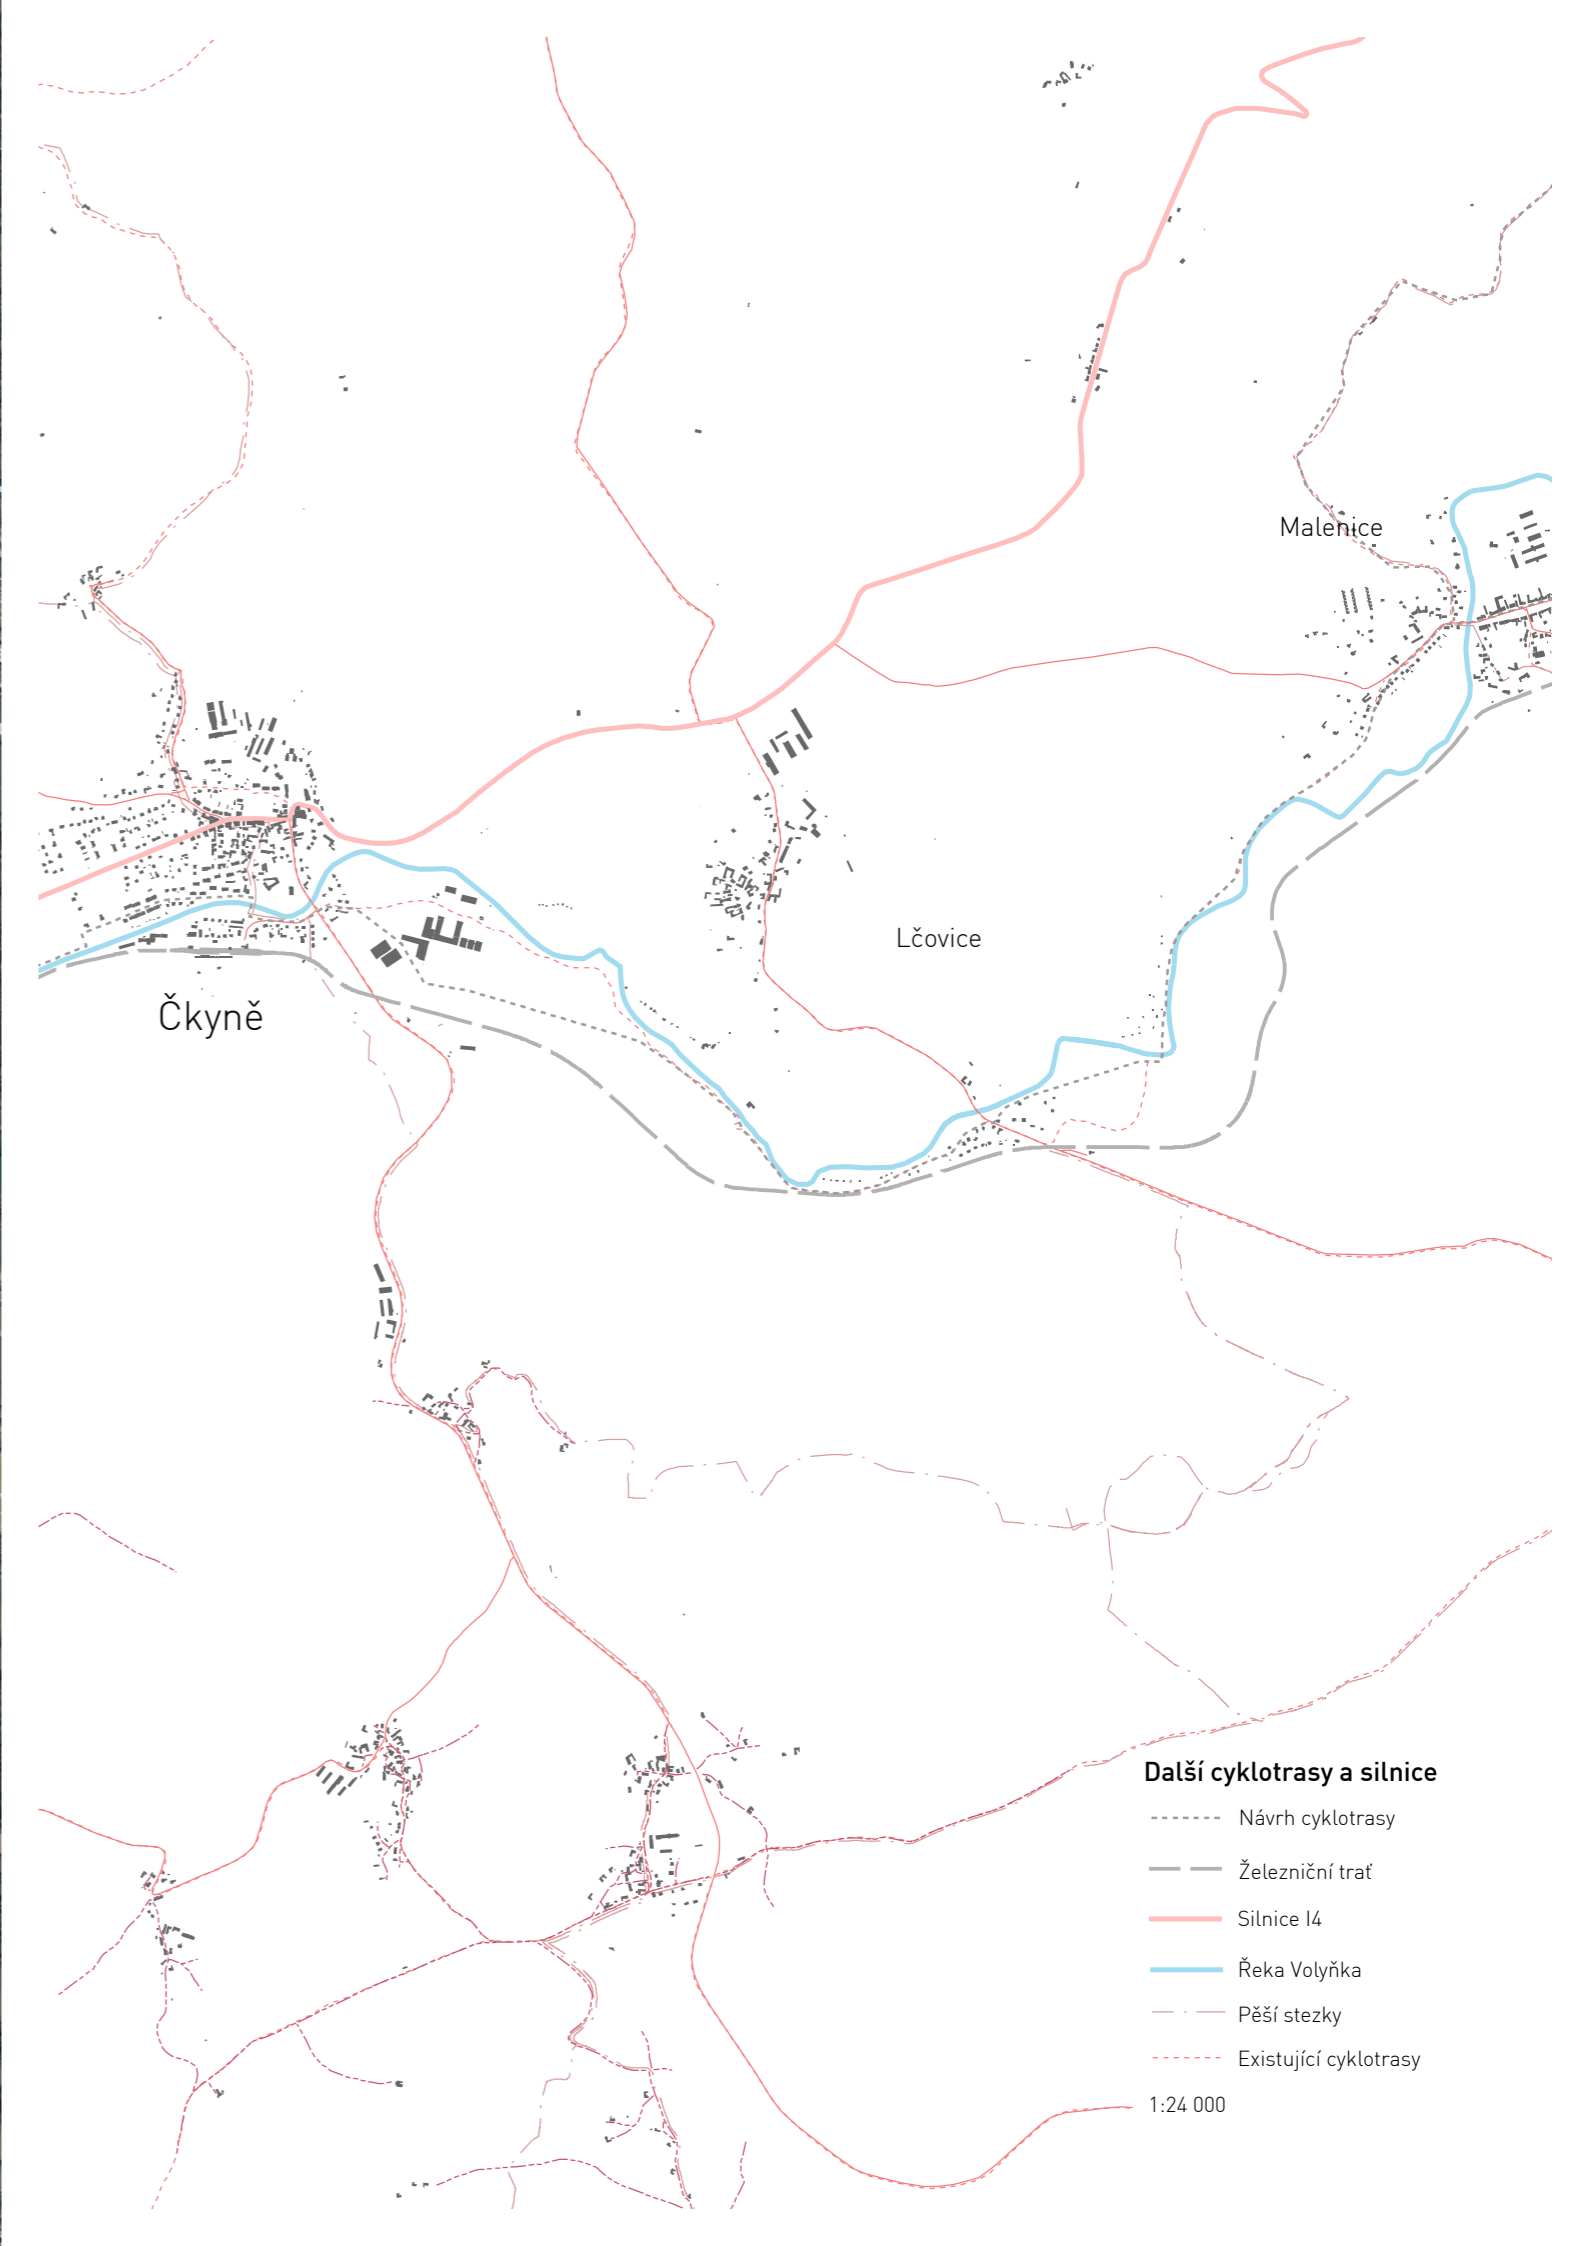 Malenice
Lčovice
Čkyně
Další cyklotrasy a silnice
Návrh cyklotrasy
Železniční trať
Silnice I4
Řeka Volyňka
Pěší stezky
Existující cyklotrasy
1:24 000